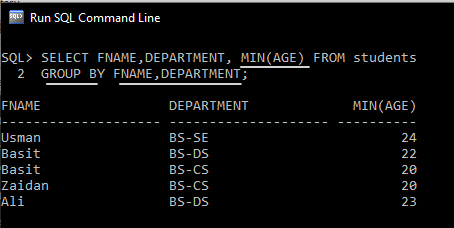 Run SQL Command Line
SQL> SELECT FNAME,DEPARTMENT, MIN(AGE) FROM students
2 GROUP BY FNAME,DEPARTMENT;
FNAME DEPARTMENT MIN(AGE)
-------------------- -------------------- ----------
Usman BS-SE 24
Basit BS-DS 22
Basit BS-CS 20
Zaidan BS-CS 20
Ali BS-DS 23